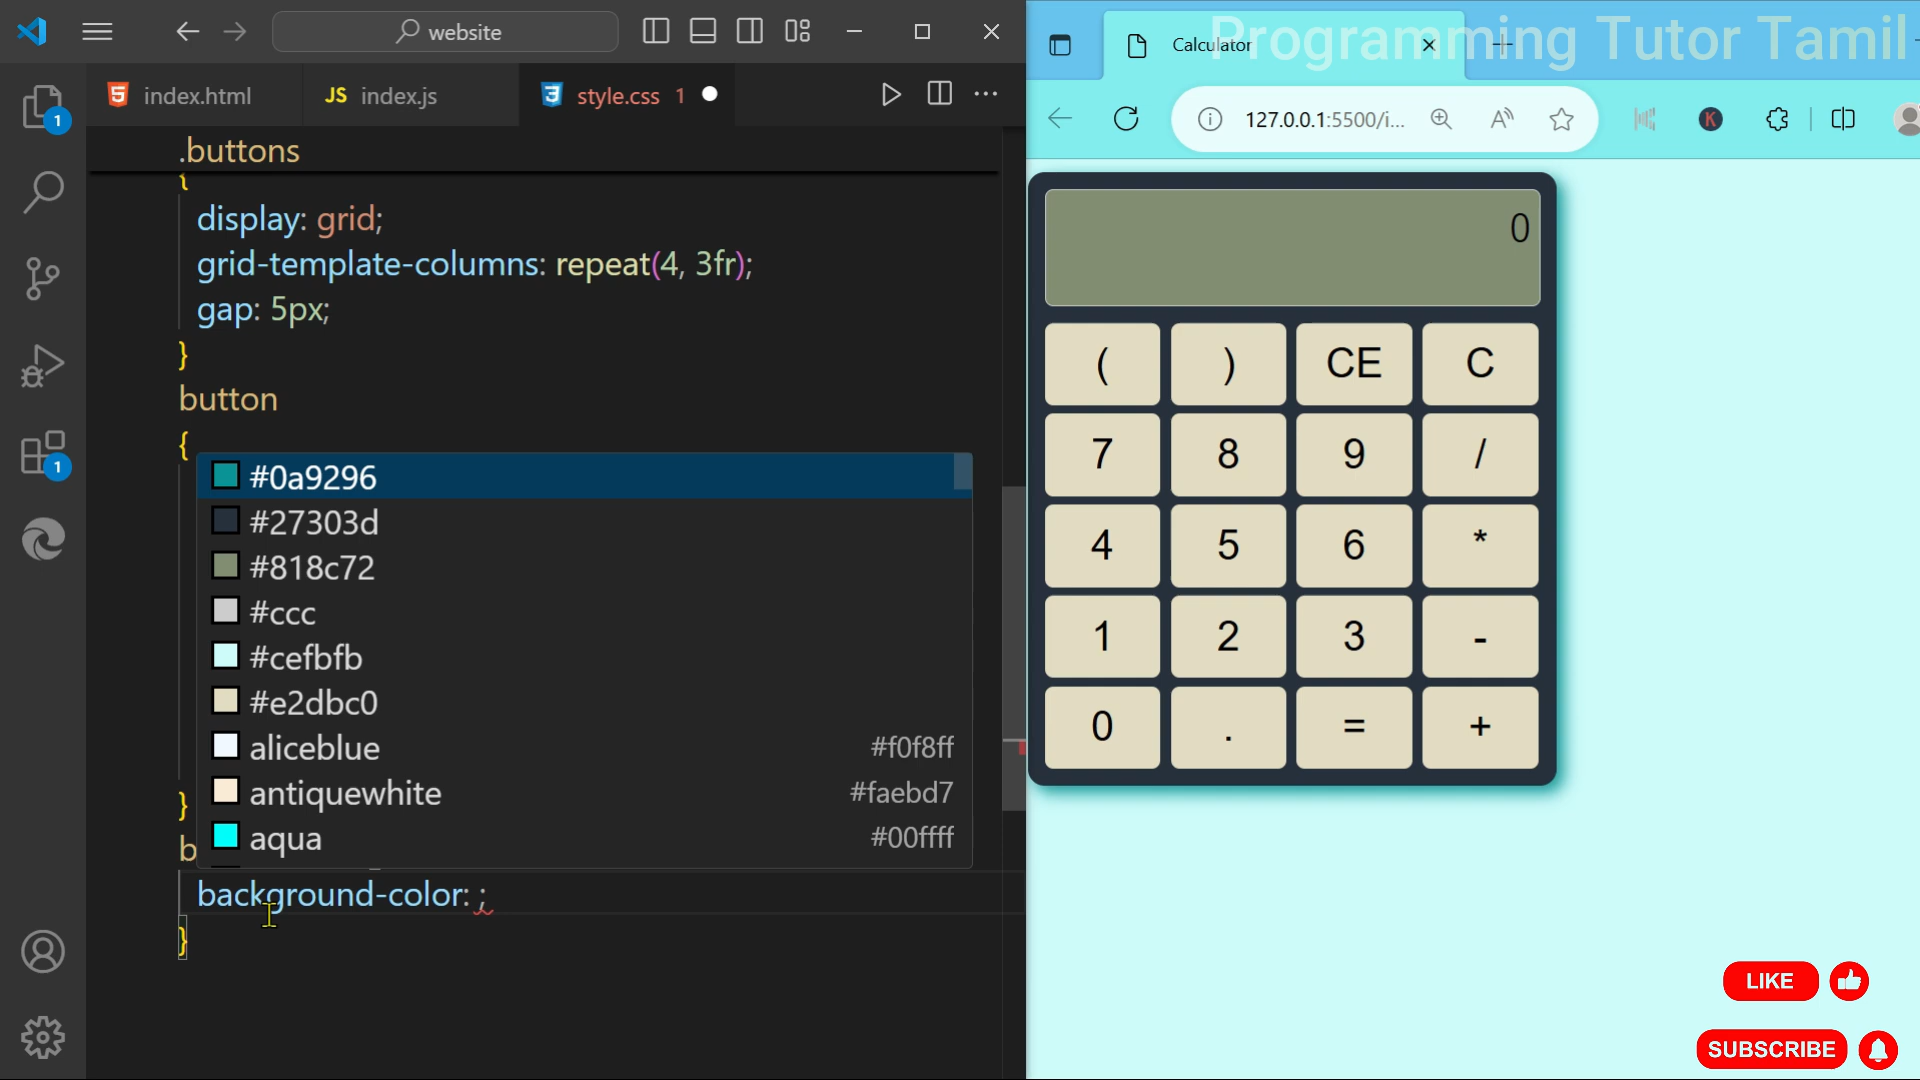 website
index.html
JS index.js
style.css 1
.buttons
{
display: grid;
grid-template-columns: repeat(4, 3fr);
gap: 5px;
}
button
{
#0a9296
#27303d
#818c72
#ccc
#cefbfb
#e2dbc0
aliceblue #f0f8ff
antiquewhite #faebd7
aqua #00ffff
}
b
background-color: ;
}
1
1
Programming Tutor Tamil
Calculator
127.0.0.1:5500/i...
A
K
0
( ) CE C
7 8 9 /
4 5 6 *
1 2 3 -
0 . = +
LIKE
SUBSCRIBE